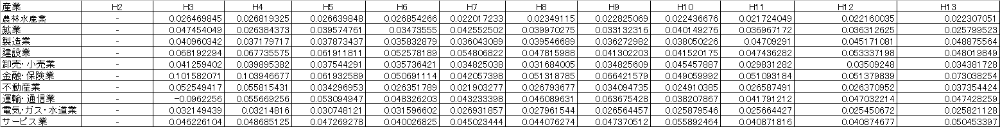 産業 H2 H3 H4 H5 H6 H7 H8 H9 H10 H11 H12 H13
農林水産業 - 0.026469845 0.026819325 0.026639848 0.026854266 0.022017233 0.02349115 0.022825069 0.022436676 0.021724049 0.022160035 0.022307051
鉱業 - 0.047454049 0.026384373 0.039574761 0.03473555 0.042552502 0.039970275 0.033132316 0.040149276 0.036967172 0.036312625 0.025799523
製造業 - 0.040960342 0.037179717 0.037873437 0.035832879 0.036043089 0.039546689 0.036272982 0.038050226 0.04709291 0.045171081 0.048875564
建設業 - 0.068192294 0.067735575 0.061911811 0.052578189 0.054806822 0.047815988 0.041302203 0.041520175 0.047436282 0.053337198 0.048019849
卸売・小売業 - 0.041259402 0.039895382 0.037544291 0.035736421 0.034825038 0.031684005 0.034825609 0.045457887 0.029831282 0.03509248 0.034381728
金融・保険業 - 0.101582071 0.103946677 0.061932589 0.050691114 0.042057398 0.051318785 0.066421579 0.049059992 0.051093184 0.051379839 0.073038254
不動産業 - 0.052549417 0.055815431 0.034296953 0.026351789 0.021903277 0.026793677 0.034094735 0.024910385 0.026587491 0.026370952 0.037354424
運輸・通信業 - -0.0962256 0.055669256 0.053094947 0.048326203 0.043233398 0.046089631 0.063675428 0.038207867 0.041791212 0.047032214 0.047428259
電気・ガス・水道業 - 0.032149439 0.03214816 0.030748121 0.031596602 0.026931857 0.027961544 0.026564457 0.025879546 0.025664427 0.025450672 0.025821128
サービス業 - 0.046226104 0.048685125 0.047269278 0.040026825 0.045023444 0.044076274 0.047370512 0.055892464 0.040871816 0.040874677 0.050453397